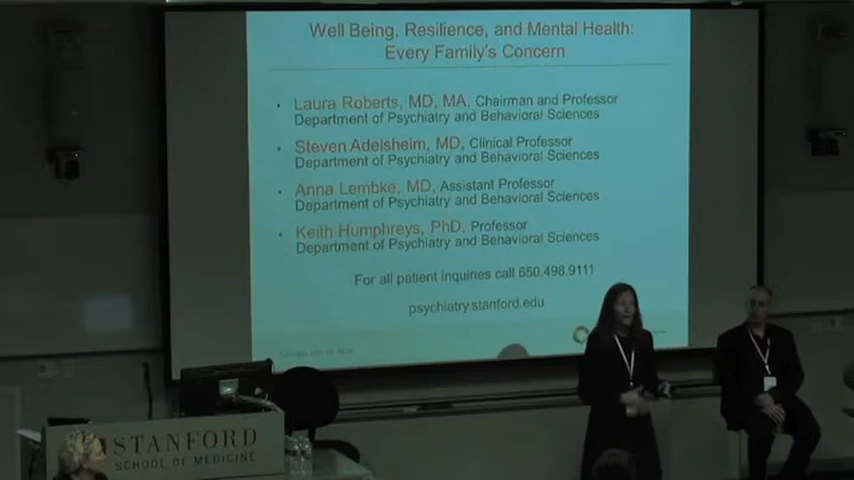 Well Being, Resilience, and Mental Health:
Every Family's Concern
• Laura Roberts, MD, MA, Chairman and Professor
Department of Psychiatry and Behavioral Sciences
• Steven Adelsheim, MD, Clinical Professor
Department of Psychiatry and Behavioral Sciences
• Anna Lembke, MD, Assistant Professor
Department of Psychiatry and Behavioral Sciences
• Keith Humphreys, PhD, Professor
Department of Psychiatry and Behavioral Sciences
For all patient inquiries call 650.498.9111
psychiatry.stanford.edu
STANFORD
SCHOOL OF MEDICINE